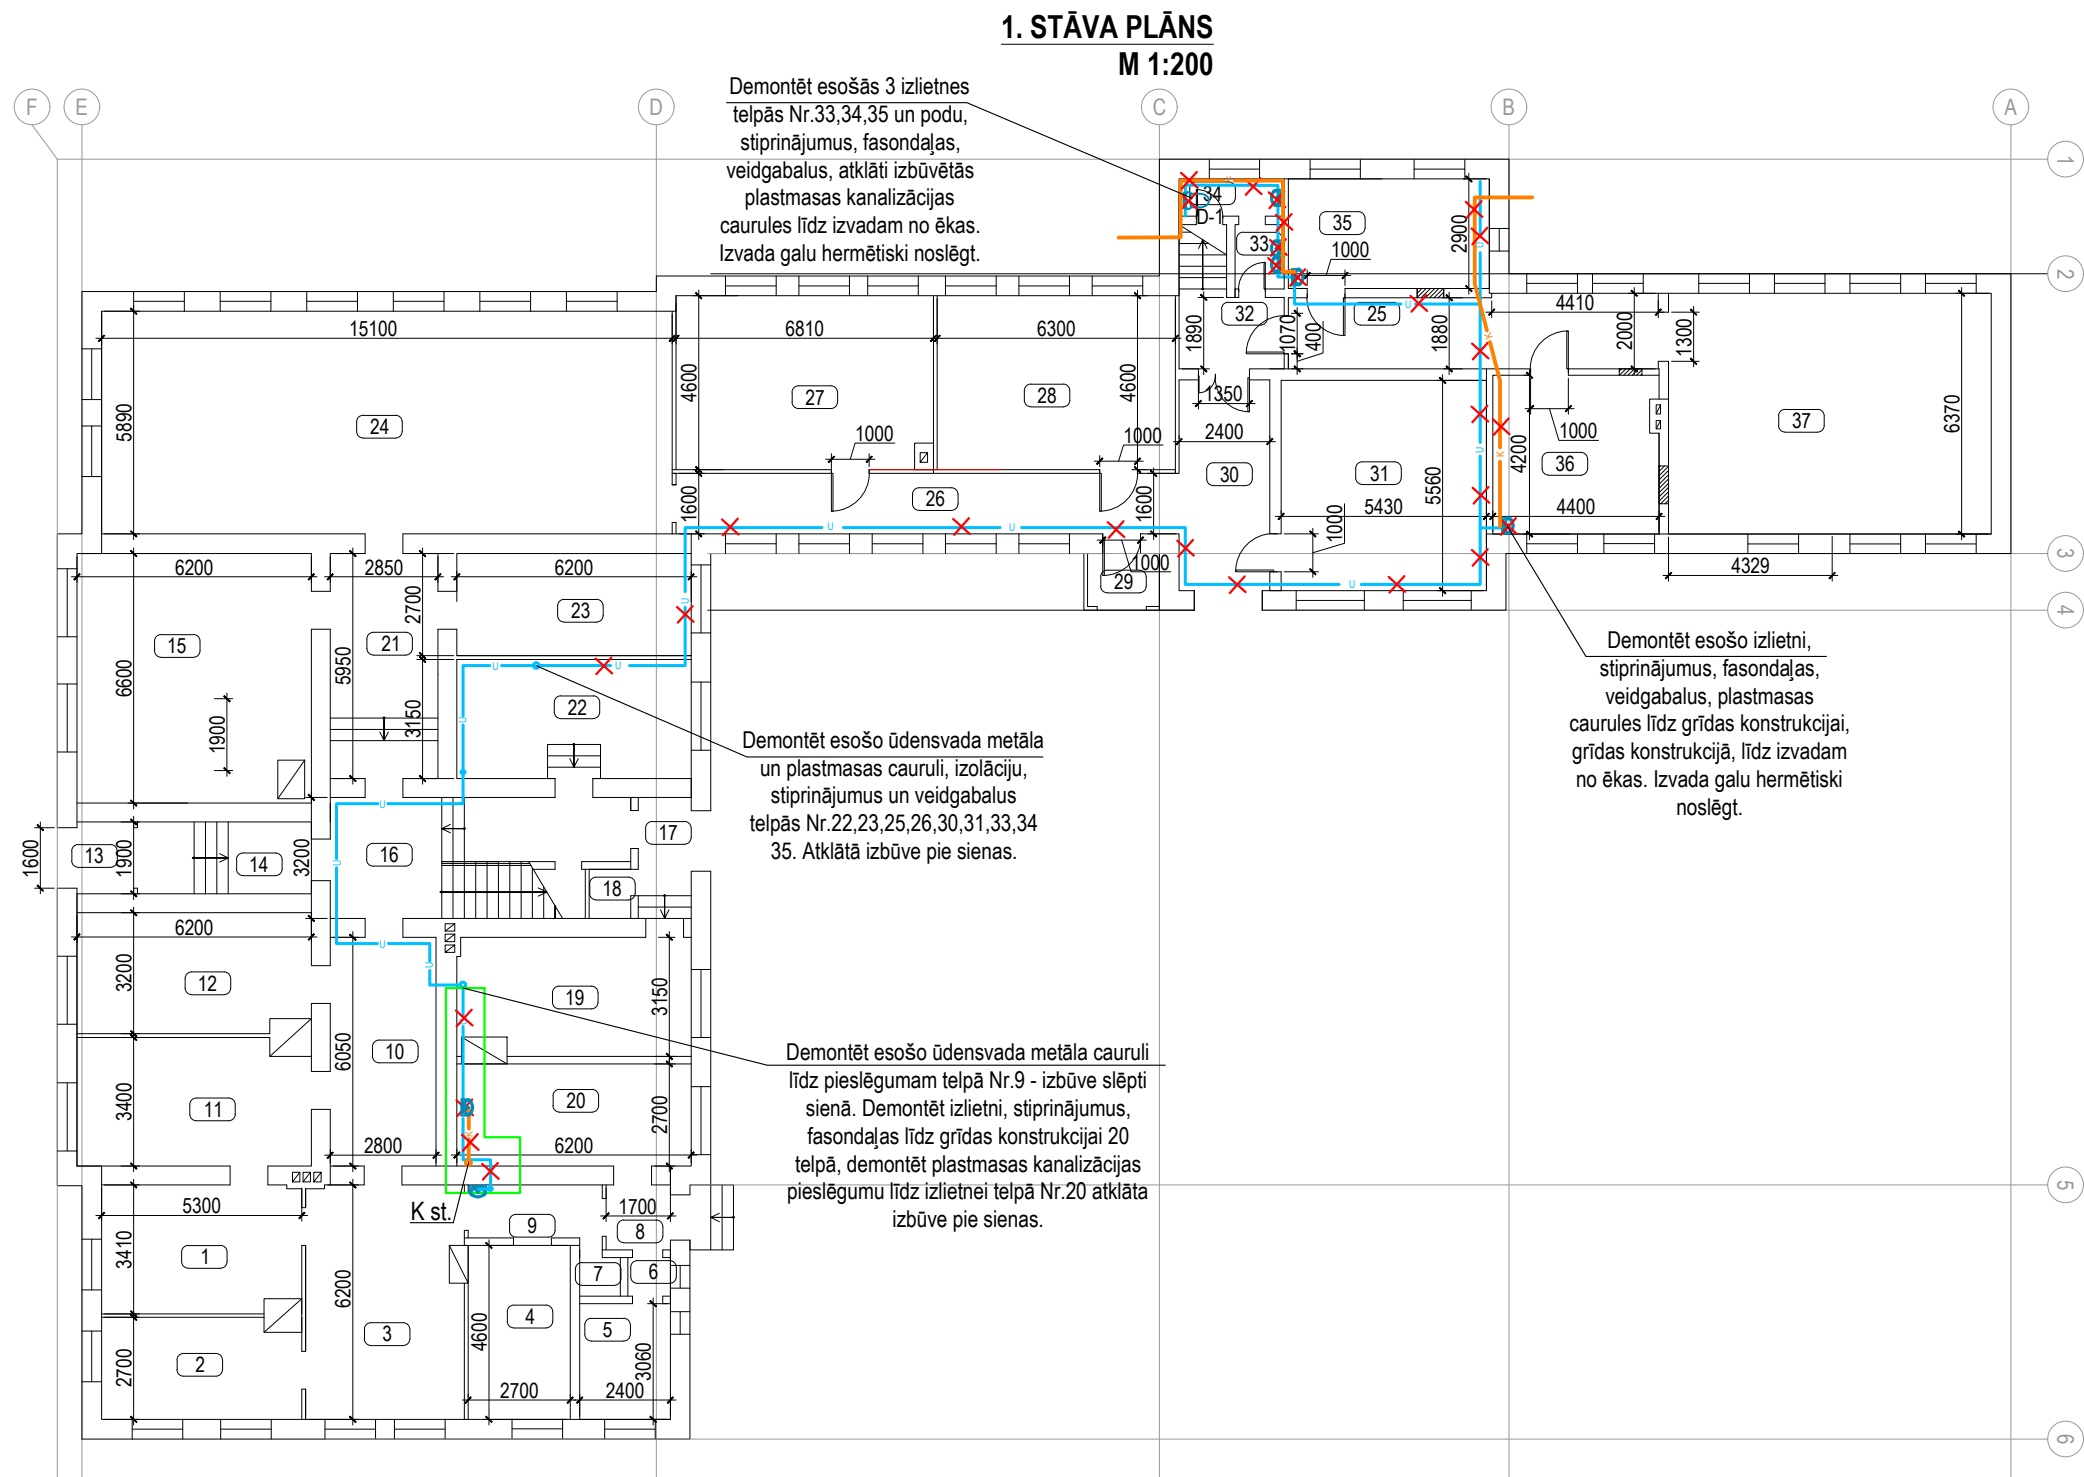 1. STĀVA PLĀNS
M 1:200
F
E
D
C
B
A
1
2
3
4
5
6
Demontēt esošās 3 izlietnes
telpās Nr.33,34,35 un podu,
stiprinājumus, fasondaļas,
veidgabalus, atklāti izbūvētās
plastmasas kanalizācijas
caurules līdz izvadam no ēkas.
Izvada galu hermētiski noslēgt.
34
D-1
33
35
1000
2900
15100
6810
6300
32
1890
1070
400
25
1880
4410
2000
1300
5890
24
4600
27
1000
28
4600
1000
1350
2400
30
31
5560
5430
1000
4200
1000
36
4400
37
6370
1600
26
1600
1000
29
4329
6200
2850
6200
2700
23
15
21
5950
6600
1900
3150
22
Demontēt esošo izlietni,
stiprinājumus, fasondaļas,
veidgabalus, plastmasas
caurules līdz grīdas konstrukcijai,
grīdas konstrukcijā, līdz izvadam
no ēkas. Izvada galu hermētiski
noslēgt.
Demontēt esošo ūdensvada metāla
un plastmasas cauruli, izolāciju,
stiprinājumus un veidgabalus
telpās Nr.22,23,25,26,30,31,33,34
35. Atklātā izbūve pie sienas.
1600
13
1900
14
3200
16
17
18
6200
3200
12
19
3150
6050
10
3400
11
20
2700
2800
6200
Demontēt esošo ūdensvada metāla cauruli
līdz pieslēgumam telpā Nr.9 - izbūve slēpti
sienā. Demontēt izlietni, stiprinājumus,
fasondaļas līdz grīdas konstrukcijai 20
telpā, demontēt plastmasas kanalizācijas
pieslēgumu līdz izlietnei telpā Nr.20 atklāta
izbūve pie sienas.
K st.
5300
1700
9
8
3410
1
7
6
6200
4600
4
5
3
3060
2700
2
2700
2400
U
U
U
U
U
U
U
U
U
U
U
U
U
U
K
K
K
K